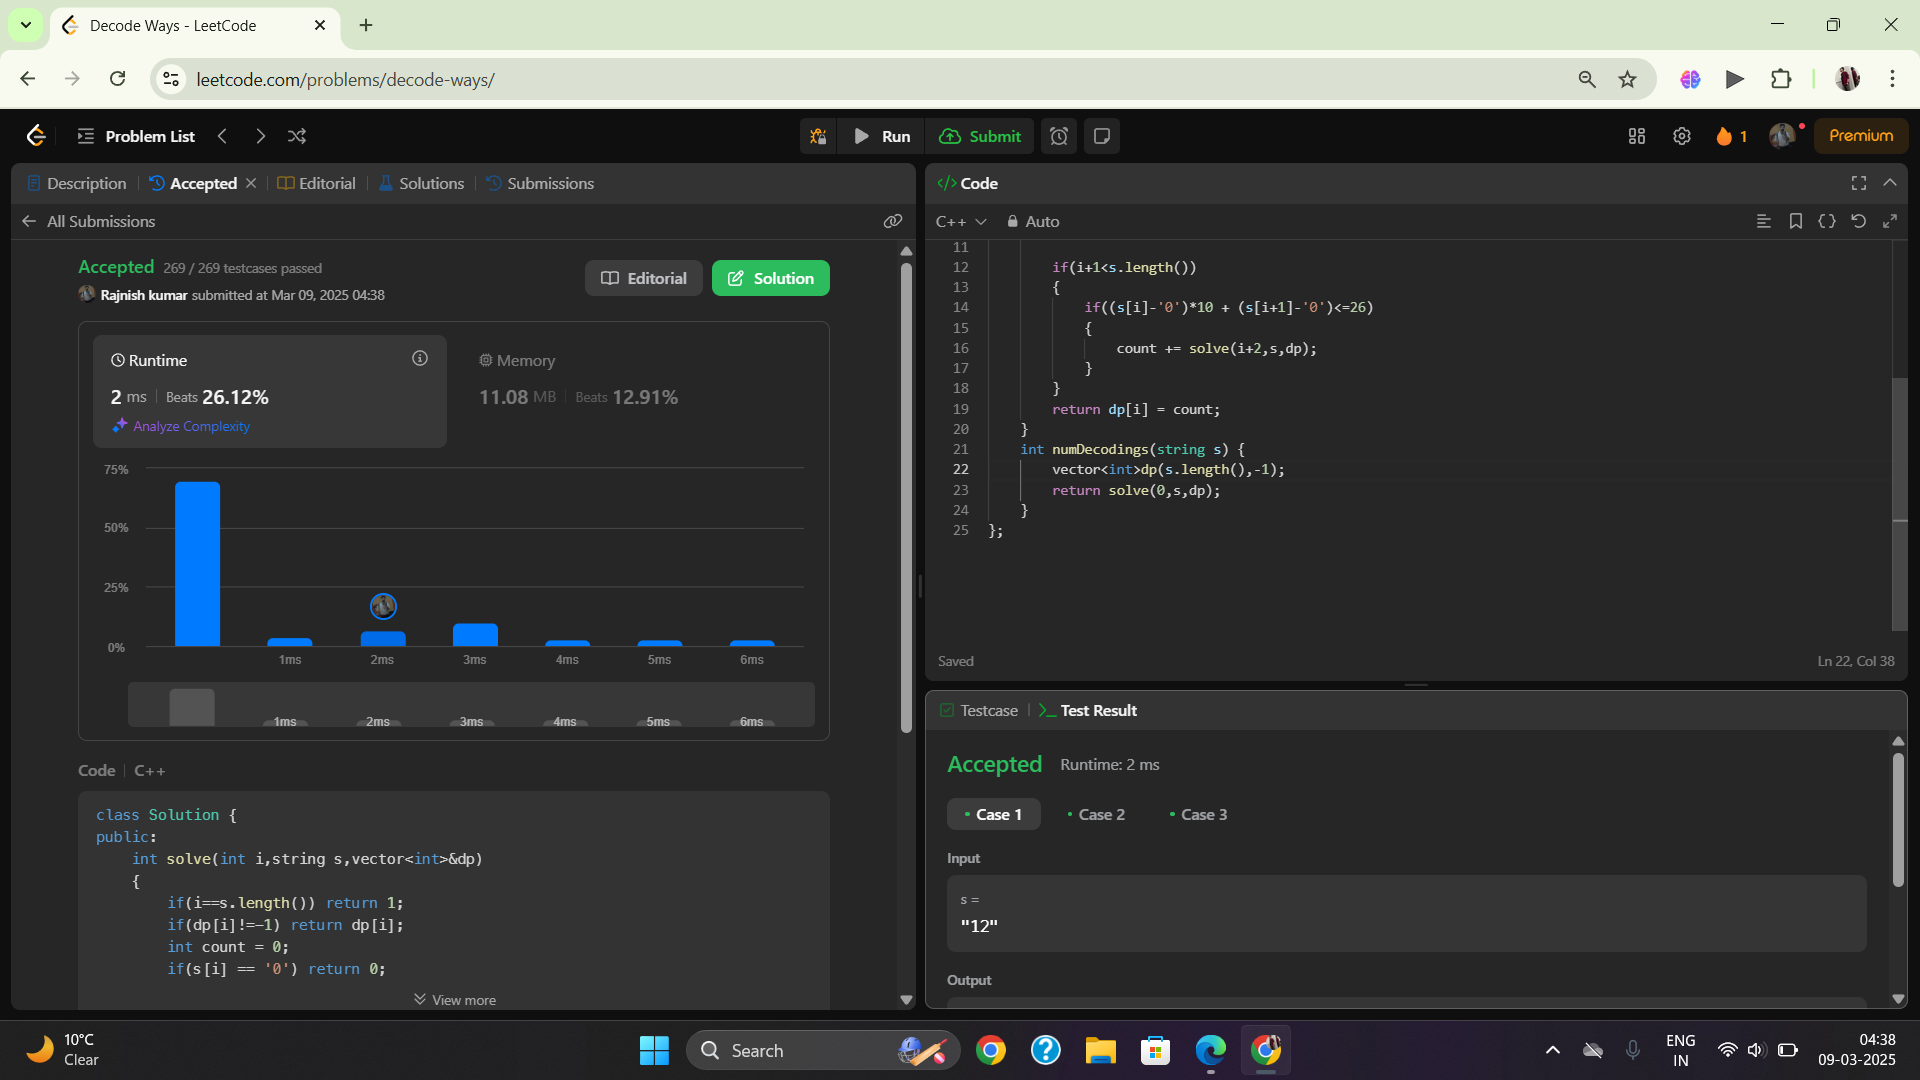 Decode Ways - LeetCode
leetcode.com/problems/decode-ways/
Problem List
Run
Submit
1
Premium
Description
Accepted
Editorial
Solutions
Submissions
All Submissions
Accepted 269 / 269 testcases passed
Rajnish kumar submitted at Mar 09, 2025 04:38
Editorial
Solution
Runtime
2 ms Beats 26.12%
Analyze Complexity
Memory
11.08 MB Beats 12.91%
75%
50%
25%
0%
1ms 2ms 3ms 4ms 5ms 6ms
1ms 2ms 3ms 4ms 5ms 6ms
Code C++
class Solution {
public:
int solve(int i,string s,vector<int>&dp)
{
if(i==s.length()) return 1;
if(dp[i]!=-1) return dp[i];
int count = 0;
if(s[i] == '0') return 0;
View more
</> Code
C++ Auto
11
12 if(i+1<s.length())
13 {
14 if((s[i]-'0')*10 + (s[i+1]-'0')<=26)
15 {
16 count += solve(i+2,s,dp);
17 }
18 }
19 return dp[i] = count;
20 }
21 int numDecodings(string s) {
22 vector<int>dp(s.length(),-1);
23 return solve(0,s,dp);
24 }
25 };
Saved
Ln 22, Col 38
Testcase
Test Result
Accepted Runtime: 2 ms
Case 1
Case 2
Case 3
Input
s =
"12"
Output
10°C
Clear
Search
ENG
IN
04:38
09-03-2025